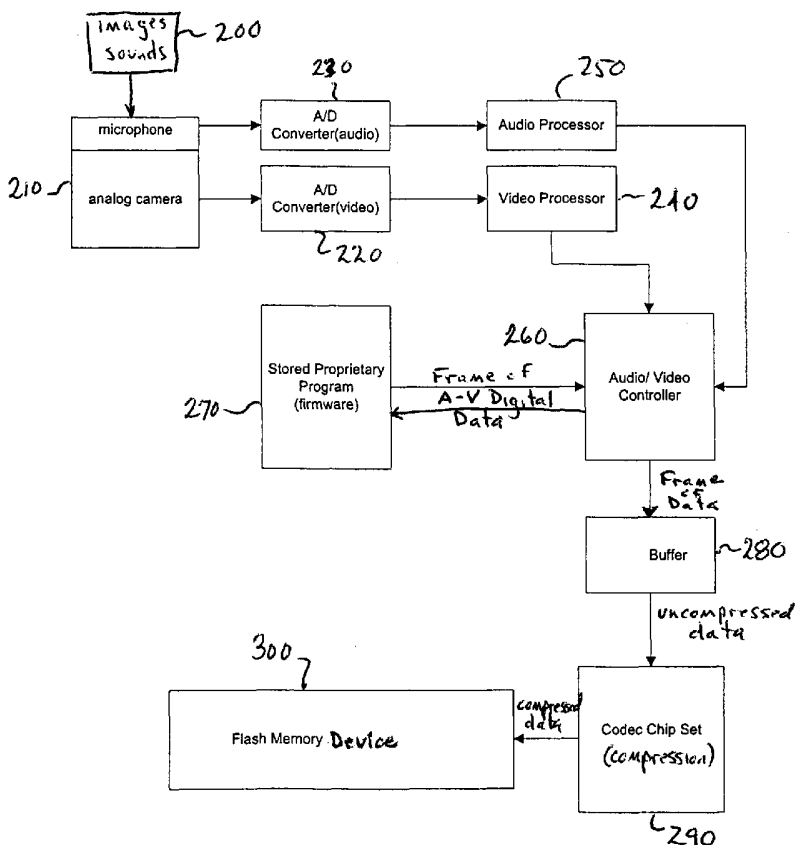 images
sounds
200
230
250
microphone
A/D
Converter(audio)
Audio Processor
210
analog camera
A/D
Converter(video)
Video Processor
240
220
260
Stored Proprietary
Program
(firmware)
Frame of
A-V Digital
Data
Audio/ Video
Controller
270
Frame
of
Data
Buffer
280
uncompressed
data
300
Flash Memory Device
compressed
data
Codec Chip Set
(compression)
290